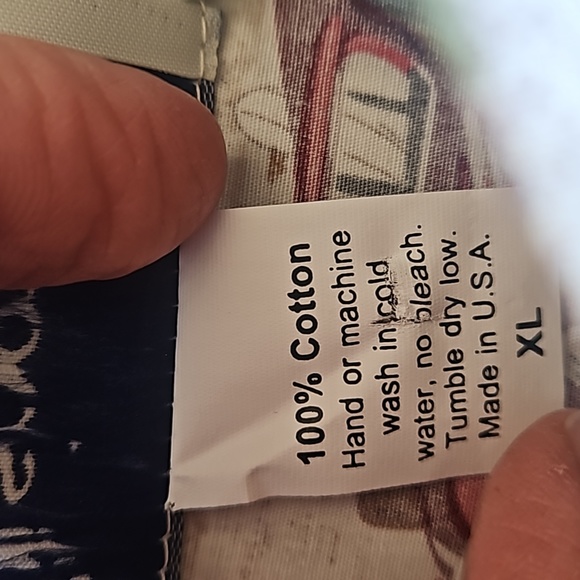 100% Cotton
Hand or machine
wash in cold
water, no bleach.
Tumble dry low.
Made in U.S.A.
XL